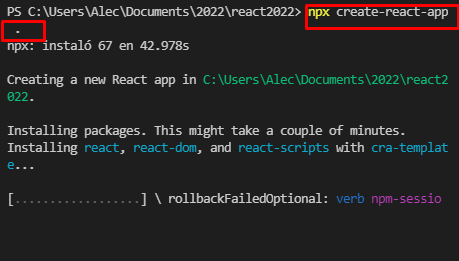 PS C:\Users\Alec\Documents\2022\react2022> npx create-react-app
.
npx: instaló 67 en 42.978s
Creating a new React app in C:\Users\Alec\Documents\2022\react2
022.
Installing packages. This might take a couple of minutes.
Installing react, react-dom, and react-scripts with cra-templat
e...
[..................] \ rollbackFailedOptional: verb npm-sessio